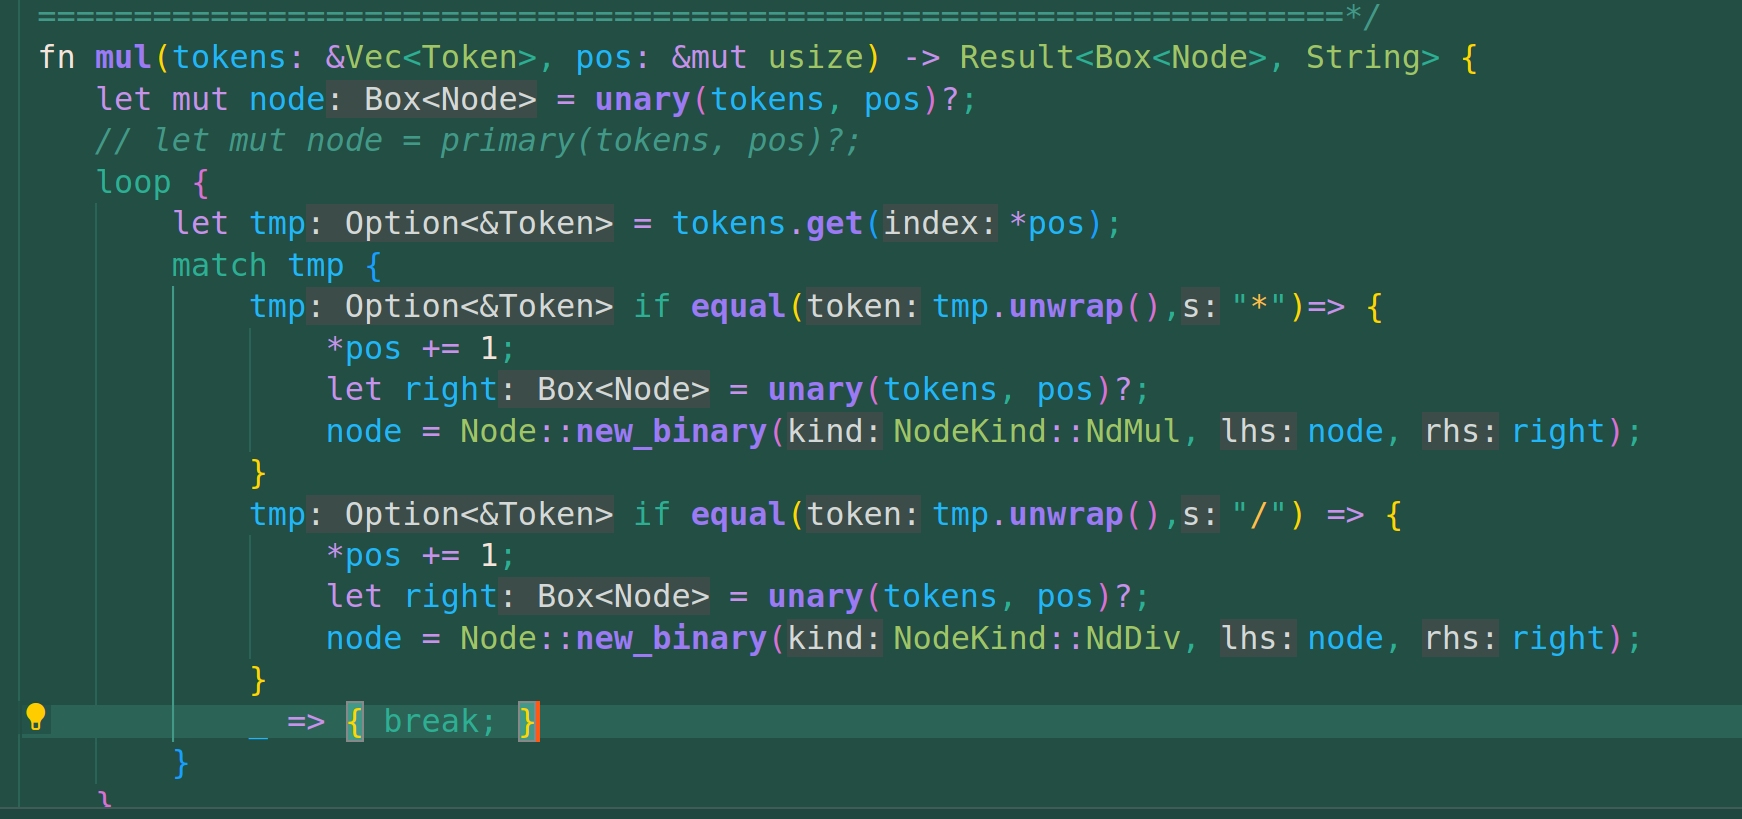 ====================================================================*/
fn mul(tokens: &Vec<Token>, pos: &mut usize) -> Result<Box<Node>, String> {
let mut node: Box<Node> = unary(tokens, pos)?;
// let mut node = primary(tokens, pos)?;
loop {
let tmp: Option<&Token> = tokens.get(index: *pos);
match tmp {
tmp: Option<&Token> if equal(token: tmp.unwrap(),s: "*")=> {
*pos += 1;
let right: Box<Node> = unary(tokens, pos)?;
node = Node::new_binary(kind: NodeKind::NdMul, lhs: node, rhs: right);
}
tmp: Option<&Token> if equal(token: tmp.unwrap(),s: "/") => {
*pos += 1;
let right: Box<Node> = unary(tokens, pos)?;
node = Node::new_binary(kind: NodeKind::NdDiv, lhs: node, rhs: right);
}
_ => { break; }
}
}